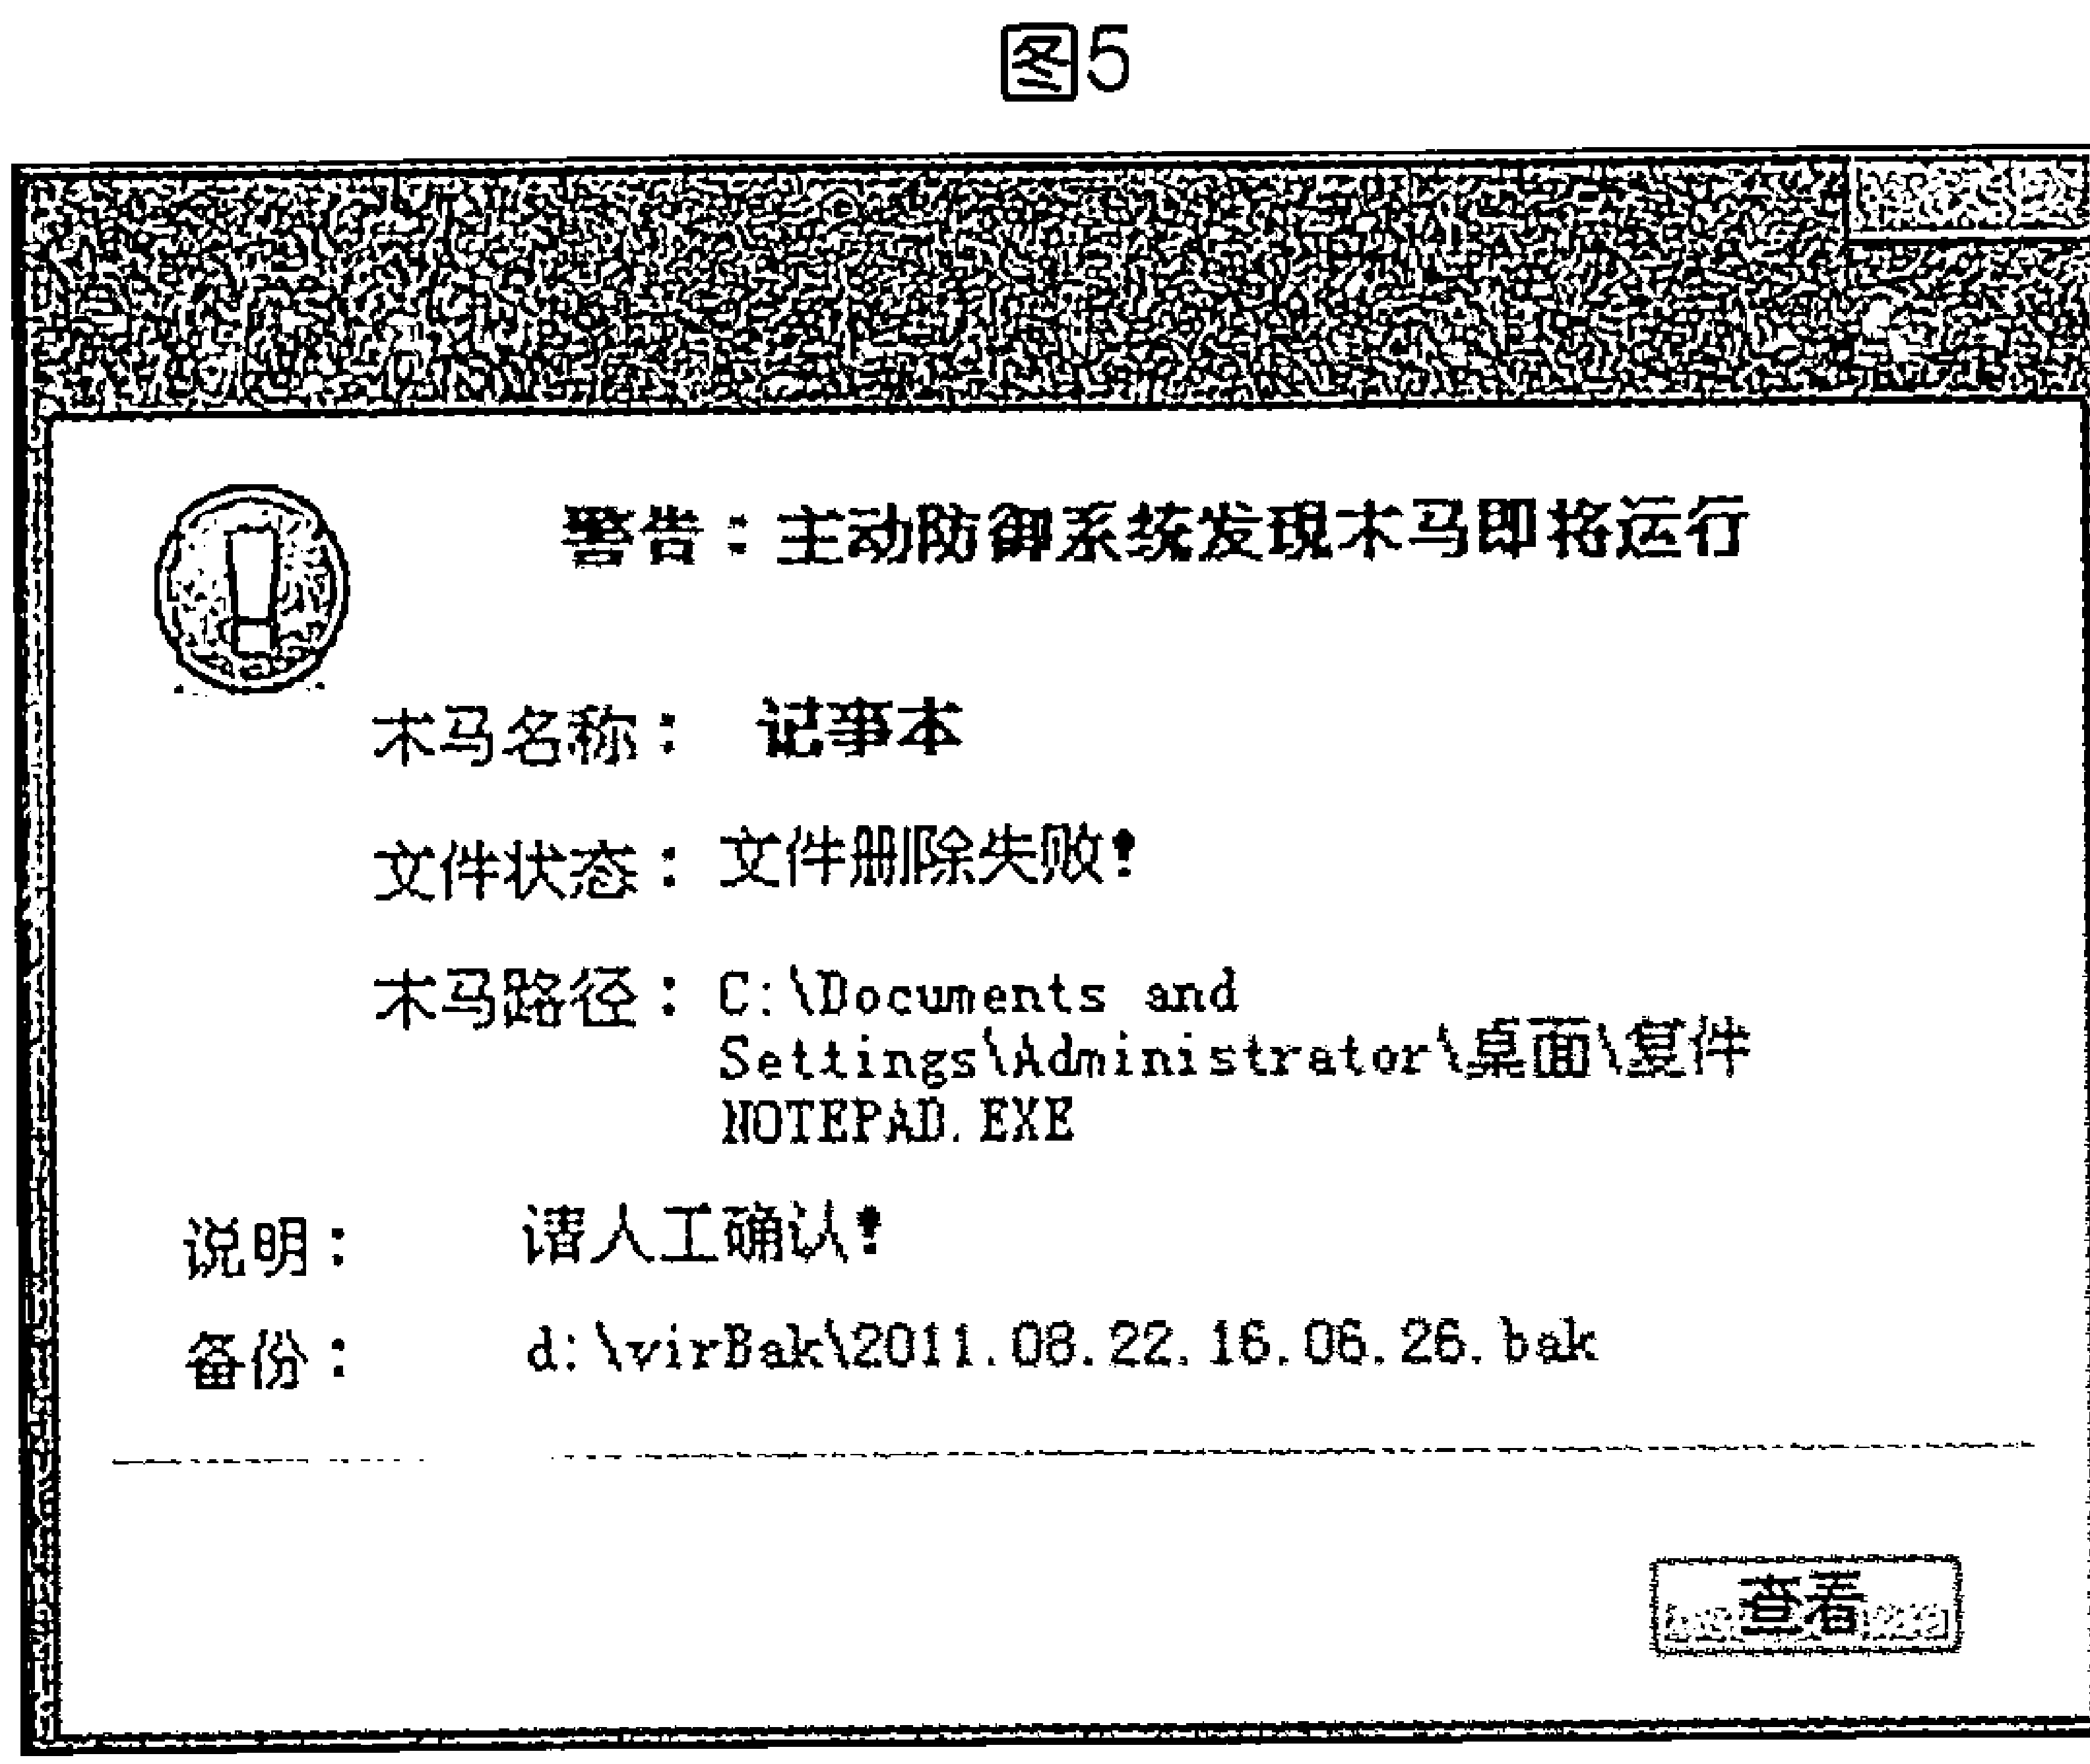 图5
警告：主动防御系统发现木马即将运行
木马名称： 记事本
文件状态： 文件删除失败!
木马路径： C:\Documents and
Settings\Administrator\桌面\复件
NOTEPAD.EXE
说明： 请人工确认!
备份： d:\virBak\2011.08.22.16.06.26.bak
查看